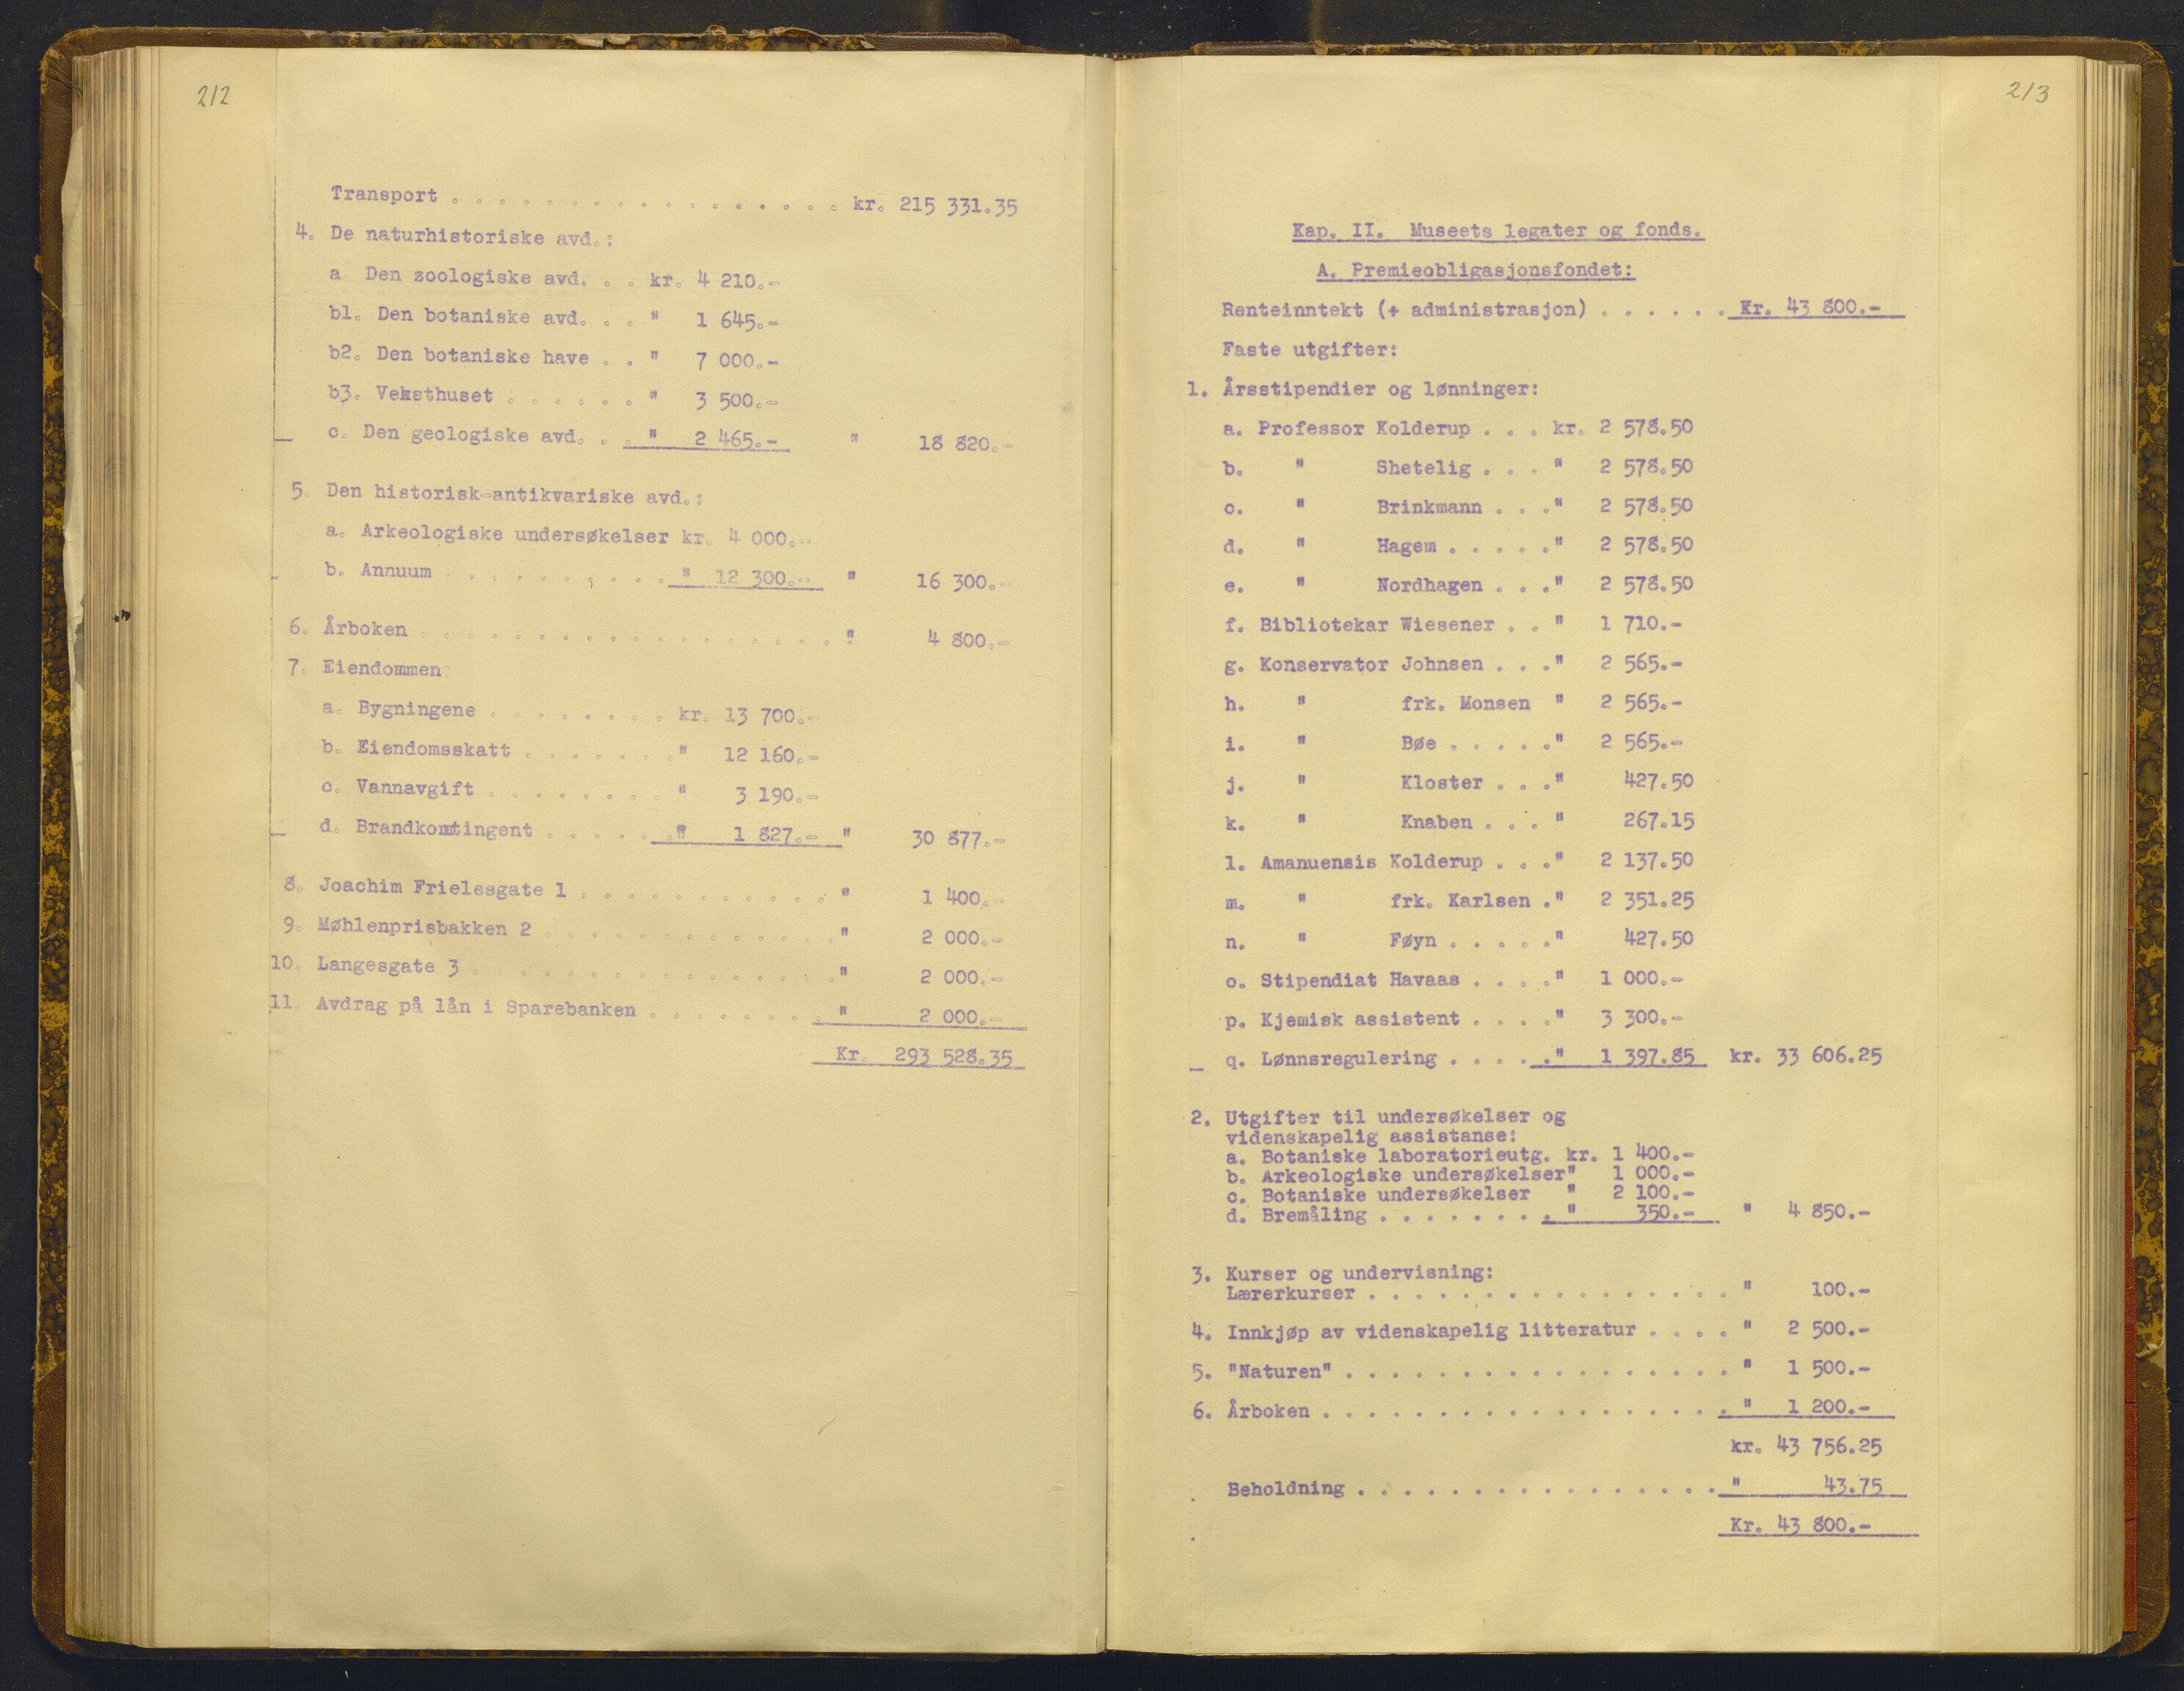 212
Transport . . . . . . . . . . . . . . . . . kr. 215 331.35
4. De naturhistoriske avd.:
a Den zoologiske avd. . . kr. 4 210.-
b1. Den botaniske avd. . . " 1 645.-
b2. Den botaniske have . . " 7 000.-
b3. Veksthuset . . . . . . " 3 500.-
c. Den geologiske avd. . . " 2 465.- " 18 820.-
5. Den historisk-antikvariske avd.:
a. Arkeologiske undersøkelser kr. 4 000.-
b. Annuum . . . . . . . . . . " 12 300.- " 16 300.-
6. Årboken . . . . . . . . . . . . . . . . . . " 4 800.-
7. Eiendommen
a. Bygningene . . . . . . . . kr. 13 700.-
b. Eiendomsskatt . . . . . . . " 12 160.-
c. Vannavgift . . . . . . . . " 3 190.-
d. Brandkontingent . . . . . . " 1 827.- " 30 877.-
8. Joachim Frielesgate 1 . . . . . . . . . . . " 1 400.-
9. Møhlenprisbakken 2 . . . . . . . . . . . . . " 2 000.-
10. Langesgate 3 . . . . . . . . . . . . . . . . " 2 000.-
11. Avdrag på lån i Sparebanken . . . . . . . . " 2 000.-
Kr. 293 528.35
213
Kap. II. Museets legater og fonds.
A. Premieobligasjonsfondet:
Renteinntekt (+ administrasjon) . . . . . . Kr. 43 800.-
Faste utgifter:
1. Årsstipendier og lønninger:
a. Professor Kolderup . . . kr. 2 578.50
b. " Shetelig . . . " 2 578.50
c. " Brinkmann . . . " 2 578.50
d. " Hagem . . . . . " 2 578.50
e. " Nordhagen . . . " 2 578.50
f. Bibliotekar Wiesener . . " 1 710.-
g. Konservator Johnsen . . . " 2 565.-
h. " frk. Monsen " 2 565.-
i. " Bøe . . . . . " 2 565.-
j. " Kloster . . . " 427.50
k. " Knaben . . . " 267.15
l. Amanuensis Kolderup . . . " 2 137.50
m. " frk. Karlsen . " 2 351.25
n. " Føyn . . . . . " 427.50
o. Stipendiat Havaas . . . . " 1 000.-
p. Kjemisk assistent . . . . " 3 300.-
q. Lønnsregulering . . . . . " 1 397.85 kr. 33 606.25
2. Utgifter til undersøkelser og
videnskapelig assistanse:
a. Botaniske laboratorieutg. kr. 1 400.-
b. Arkeologiske undersøkelser" 1 000.-
c. Botaniske undersøkelser " 2 100.-
d. Bremåling . . . . . . . . " 350.- " 4 850.-
3. Kurser og undervisning:
Lærerkurser . . . . . . . . . . . . . . . . " 100.-
4. Innkjøp av videnskapelig litteratur . . . . " 2 500.-
5. "Naturen" . . . . . . . . . . . . . . . . . " 1 500.-
6. Årboken . . . . . . . . . . . . . . . . . . " 1 200.-
kr. 43 756.25
Beholdning . . . . . . . . . . . . . . . . " 43.75
Kr. 43 800.-